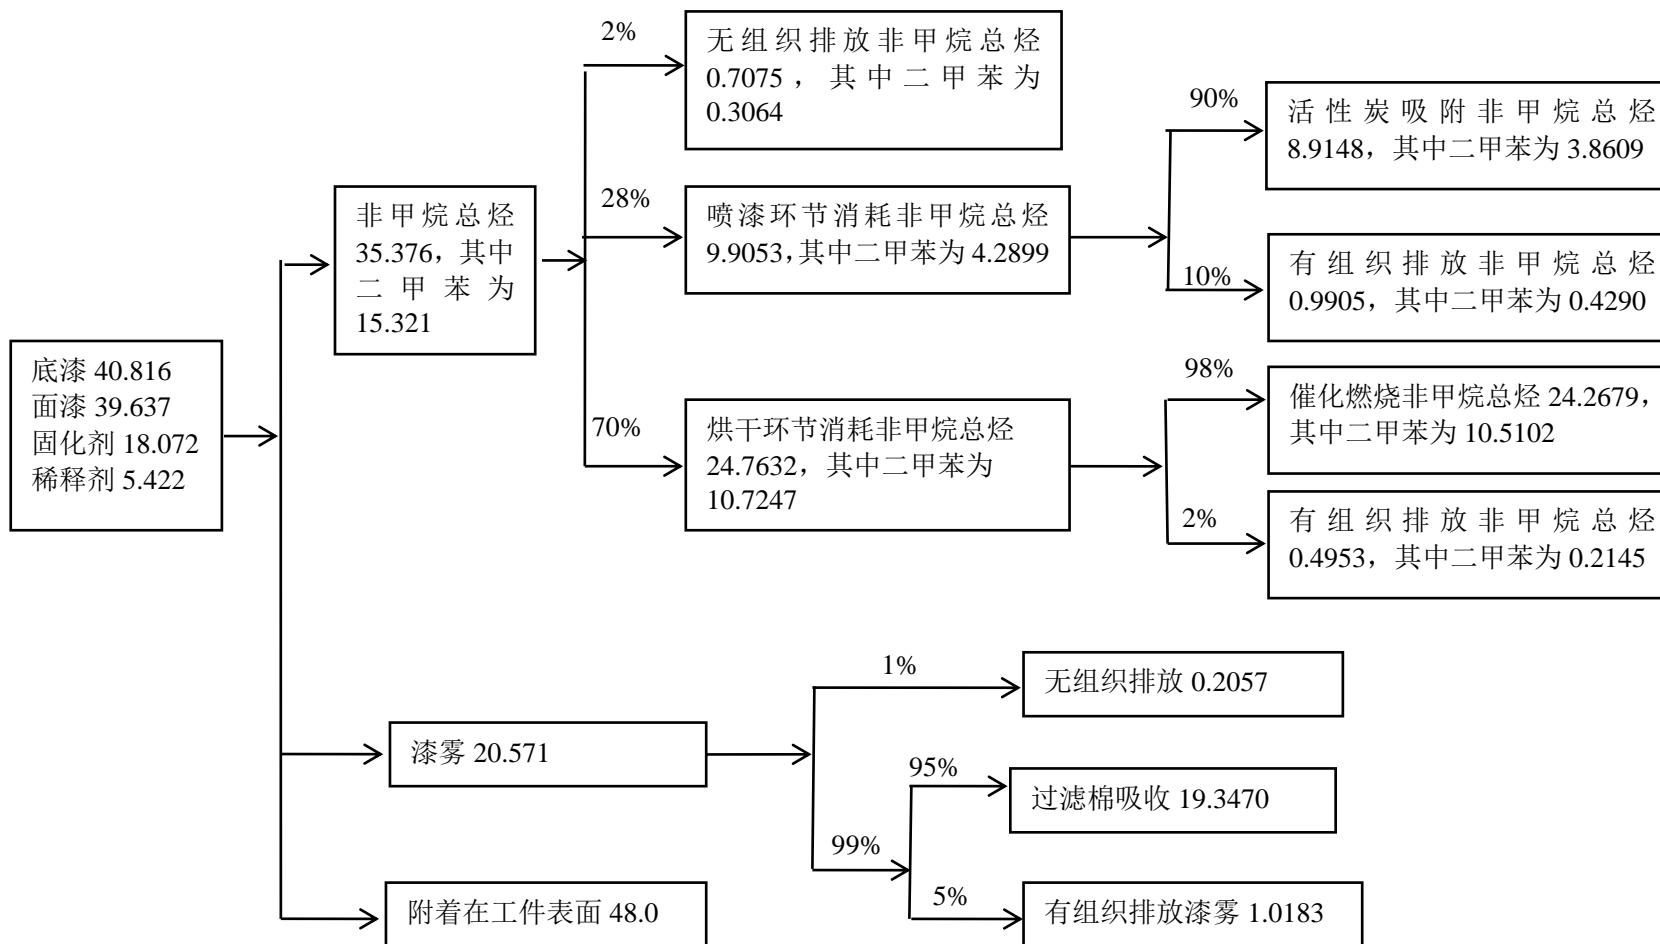 2%
无组织排放非甲烷总烃
0.7075，其中二甲苯为
0.3064
90%
活性炭吸附非甲烷总烃
8.9148，其中二甲苯为 3.8609
非甲烷总烃
35.376，其中
二甲苯为
15.321
28%
喷漆环节消耗非甲烷总烃
9.9053,其中二甲苯为 4.2899
10%
有组织排放非甲烷总烃
0.9905，其中二甲苯为 0.4290
底漆 40.816
面漆 39.637
固化剂 18.072
稀释剂 5.422
70%
烘干环节消耗非甲烷总烃
24.7632，其中二甲苯为
10.7247
98%
催化燃烧非甲烷总烃 24.2679，
其中二甲苯为 10.5102
2%
有组织排放非甲烷总烃
0.4953，其中二甲苯为 0.2145
1%
无组织排放 0.2057
漆雾 20.571
95%
过滤棉吸收 19.3470
99%
5%
有组织排放漆雾 1.0183
附着在工件表面 48.0